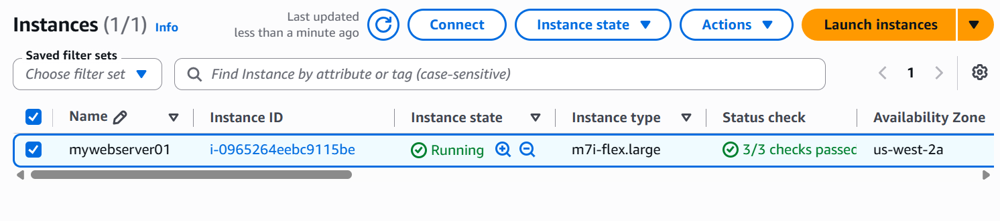 Instances (1/1) Info
Last updated
less than a minute ago
Connect
Instance state
Actions
Launch instances
Saved filter sets
Choose filter set
Find Instance by attribute or tag (case-sensitive)
1
Name Instance ID Instance state Instance type Status check Availability Zone
mywebserver01 i-0965264eebc9115be Running m7i-flex.large 3/3 checks passec us-west-2a